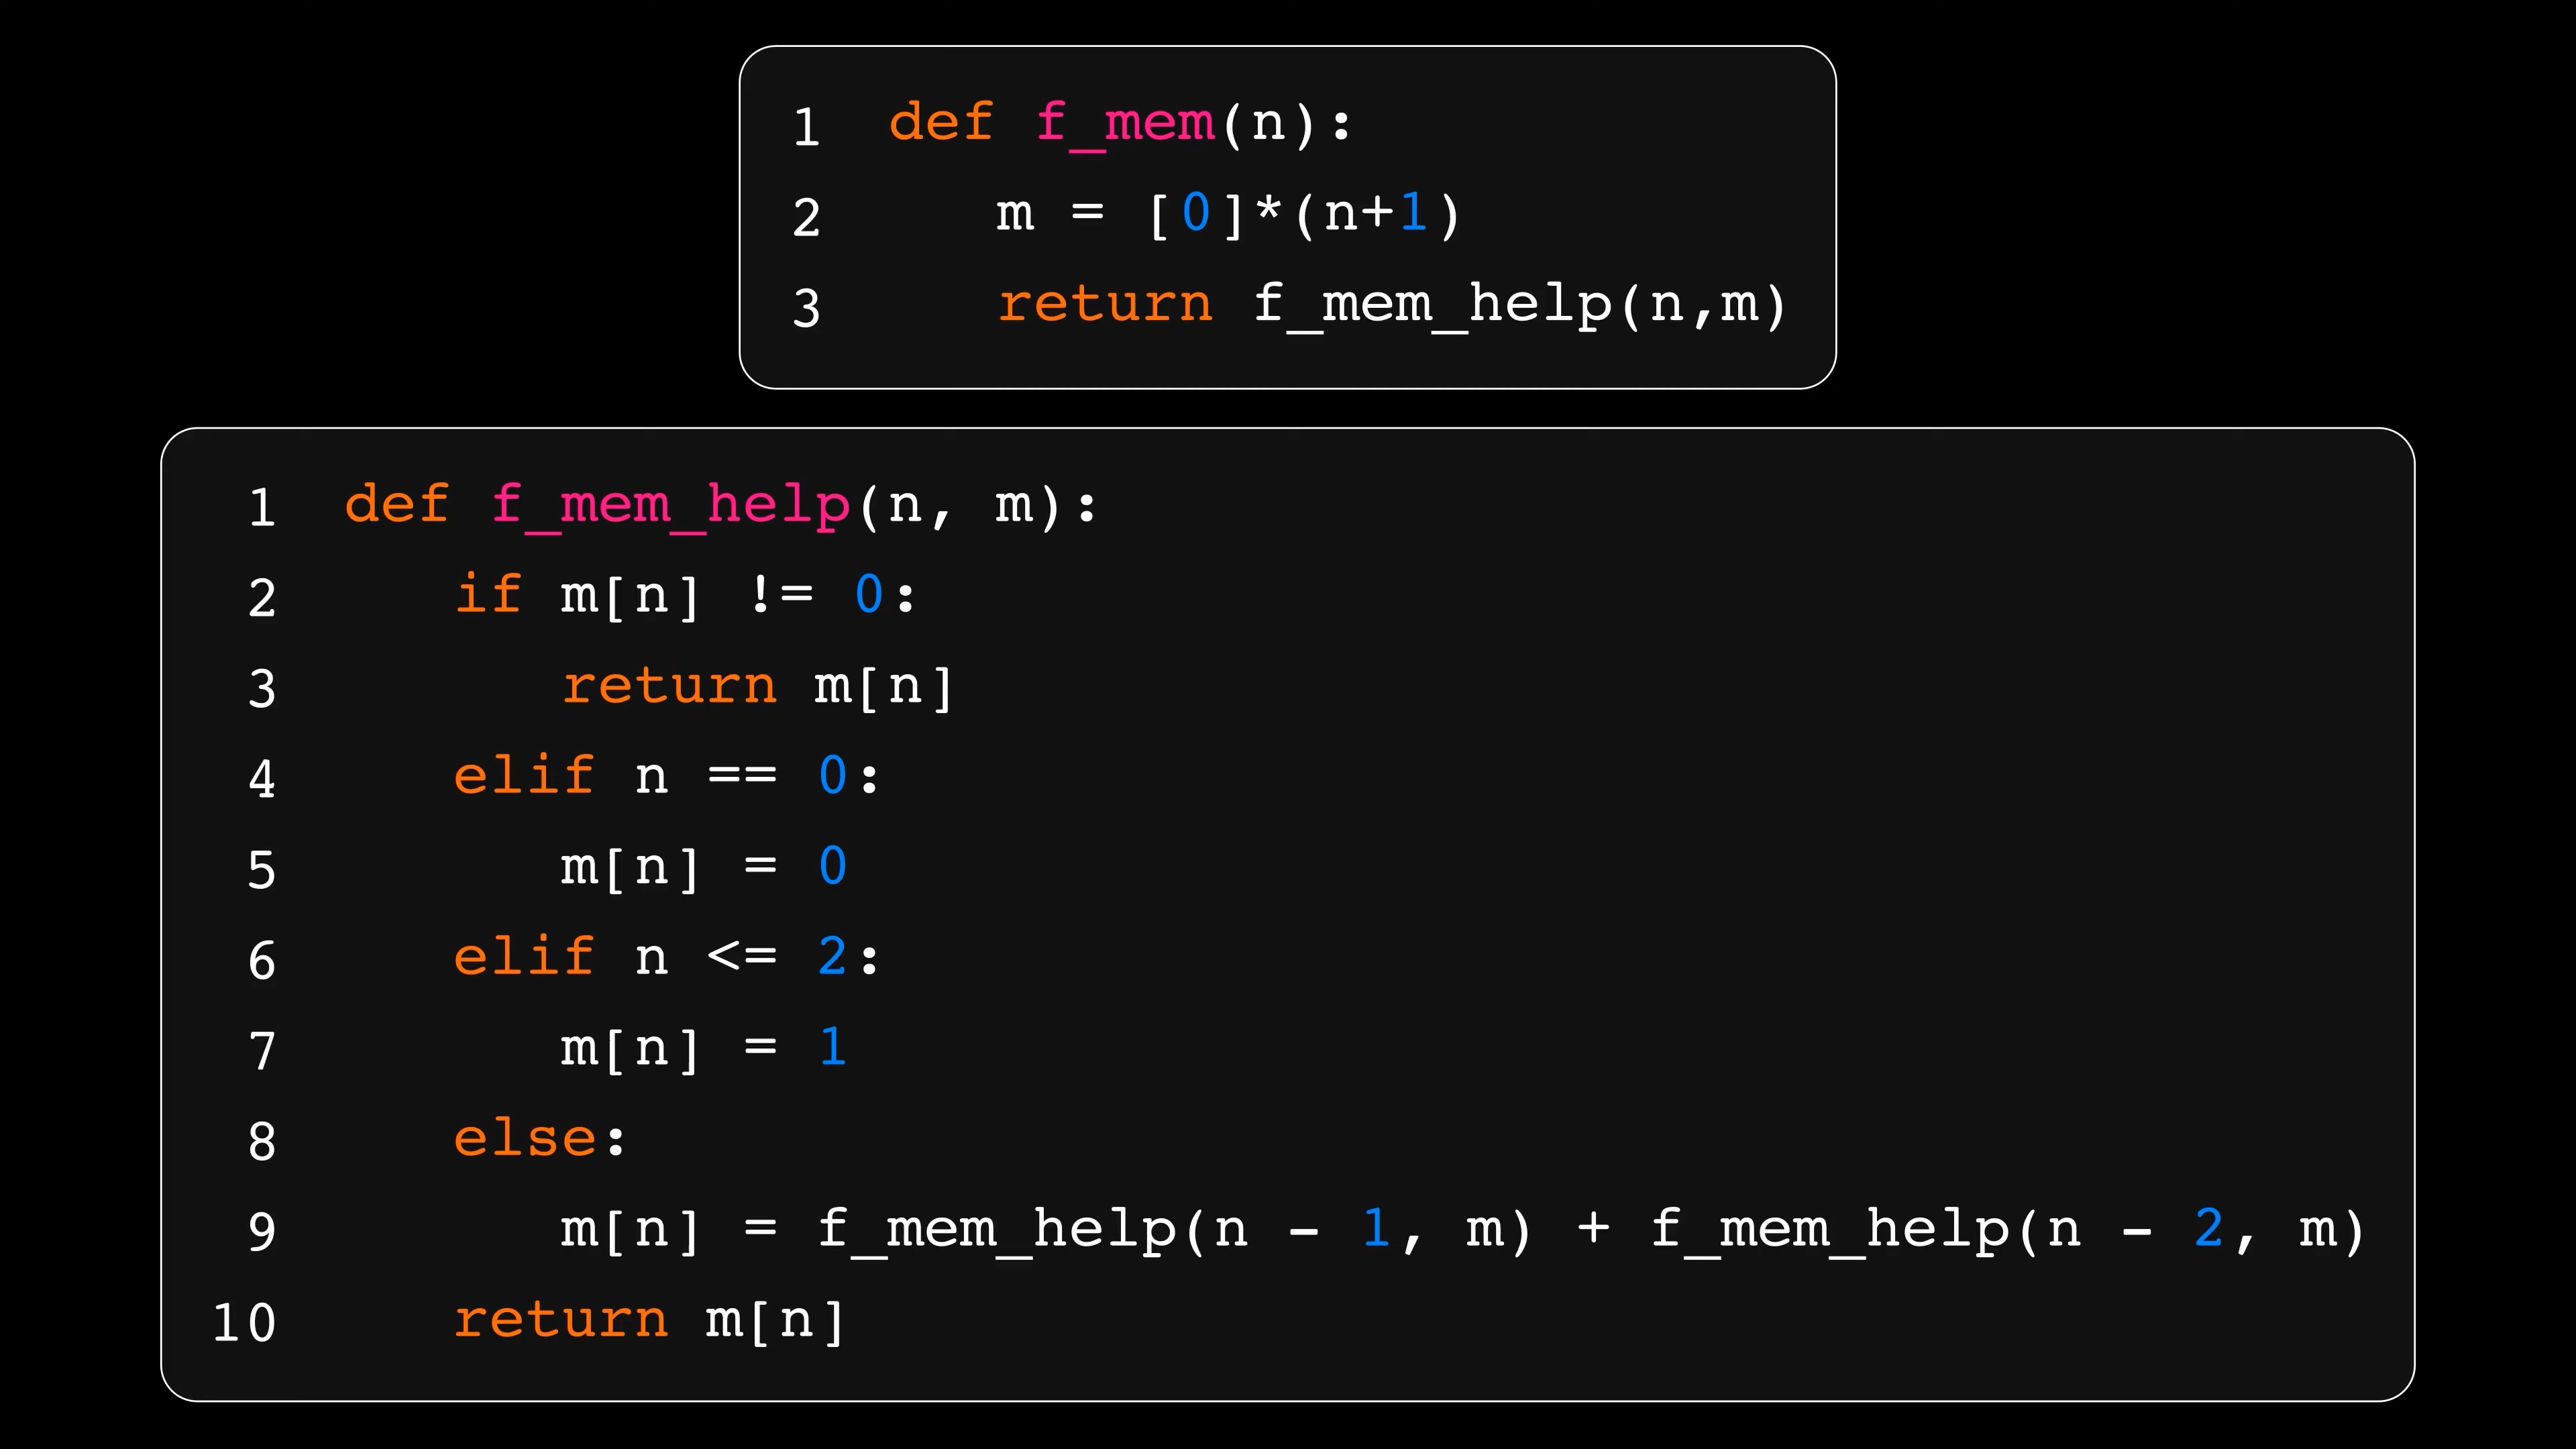 1 def f_mem(n):
2 m = [0]*(n+1)
3 return f_mem_help(n,m)
1 def f_mem_help(n, m):
2 if m[n] != 0:
3 return m[n]
4 elif n == 0:
5 m[n] = 0
6 elif n <= 2:
7 m[n] = 1
8 else:
9 m[n] = f_mem_help(n - 1, m) + f_mem_help(n - 2, m)
10 return m[n]